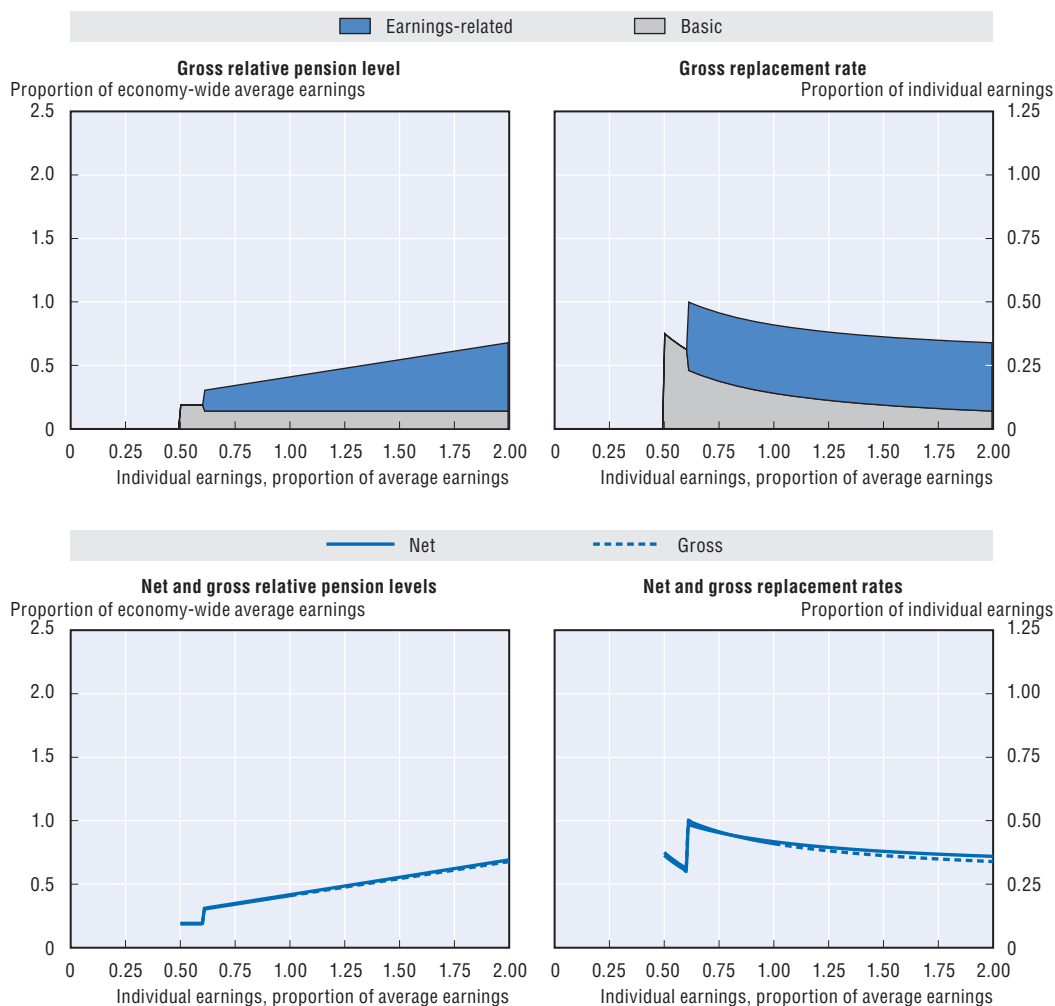 Earnings-related Basic
Gross relative pension level
Proportion of economy-wide average earnings
2.5
2.0
1.5
1.0
0.5
0
0 0.25 0.50 0.75 1.00 1.25 1.50 1.75 2.00
Individual earnings, proportion of average earnings
Gross replacement rate
Proportion of individual earnings
1.25
1.00
0.75
0.50
0.25
0
0 0.25 0.50 0.75 1.00 1.25 1.50 1.75 2.00
Individual earnings, proportion of average earnings
Net Gross
Net and gross relative pension levels
Proportion of economy-wide average earnings
2.5
2.0
1.5
1.0
0.5
0
0 0.25 0.50 0.75 1.00 1.25 1.50 1.75 2.00
Individual earnings, proportion of average earnings
Net and gross replacement rates
Proportion of individual earnings
1.25
1.00
0.75
0.50
0.25
0
0 0.25 0.50 0.75 1.00 1.25 1.50 1.75 2.00
Individual earnings, proportion of average earnings